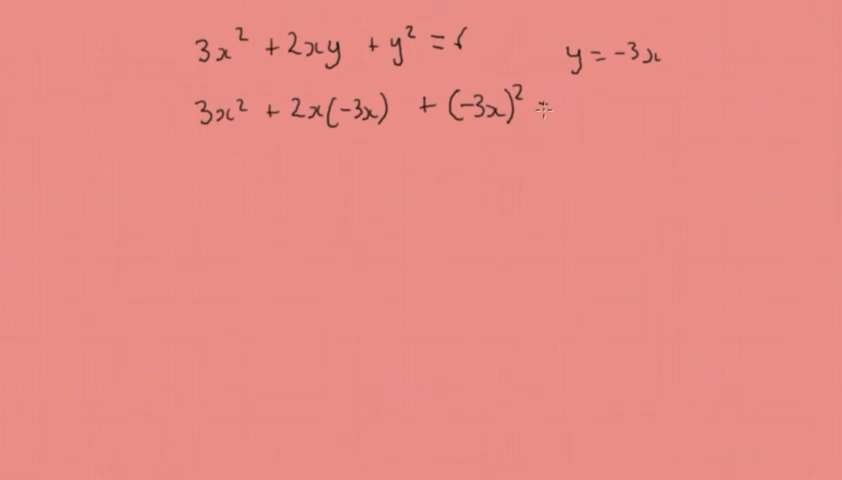 3x² + 2xy + y² = 6 y = -3x
3x² + 2x(-3x) + (-3x)²